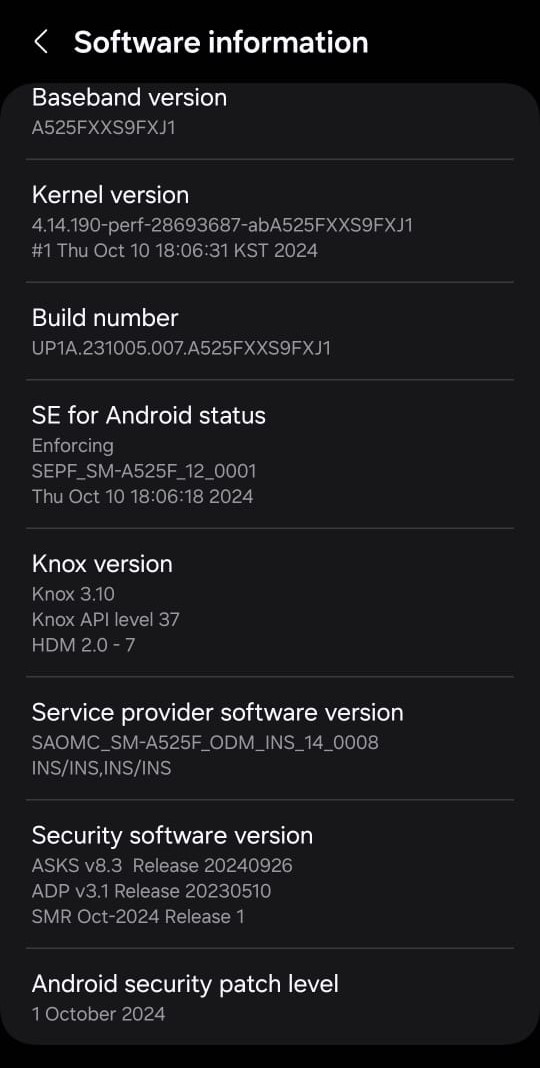 Software information
Baseband version
A525FXXS9FXJ1
Kernel version
4.14.190-perf-28693687-abA525FXXS9FXJ1
#1 Thu Oct 10 18:06:31 KST 2024
Build number
UP1A.231005.007.A525FXXS9FXJ1
SE for Android status
Enforcing
SEPF_SM-A525F_12_0001
Thu Oct 10 18:06:18 2024
Knox version
Knox 3.10
Knox API level 37
HDM 2.0 - 7
Service provider software version
SAOMC_SM-A525F_ODM_INS_14_0008
INS/INS,INS/INS
Security software version
ASKS v8.3  Release 20240926
ADP v3.1 Release 20230510
SMR Oct-2024 Release 1
Android security patch level
1 October 2024